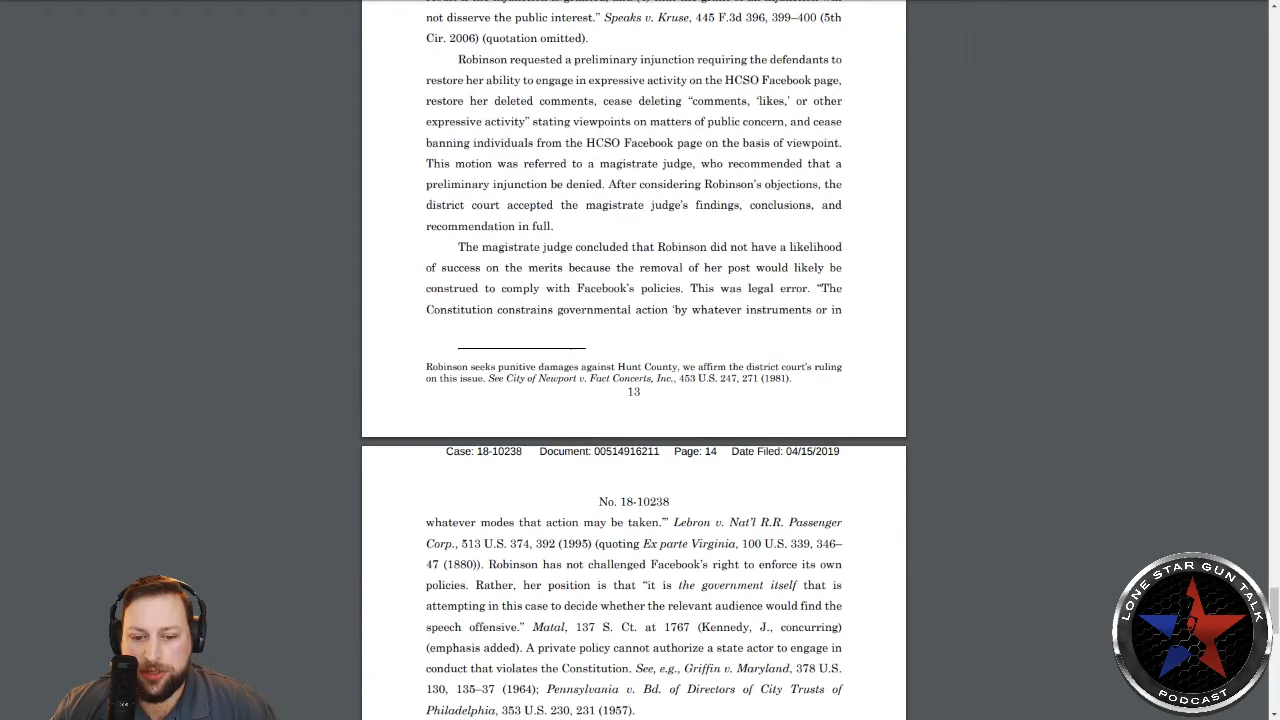 result if the injunction is granted, and (4) that the grant of an injunction will
not disserve the public interest.” Speaks v. Kruse, 445 F.3d 396, 399–400 (5th
Cir. 2006) (quotation omitted).
Robinson requested a preliminary injunction requiring the defendants to
restore her ability to engage in expressive activity on the HCSO Facebook page,
restore her deleted comments, cease deleting “comments, ‘likes,’ or other
expressive activity” stating viewpoints on matters of public concern, and cease
banning individuals from the HCSO Facebook page on the basis of viewpoint.
This motion was referred to a magistrate judge, who recommended that a
preliminary injunction be denied. After considering Robinson’s objections, the
district court accepted the magistrate judge’s findings, conclusions, and
recommendation in full.
The magistrate judge concluded that Robinson did not have a likelihood
of success on the merits because the removal of her post would likely be
construed to comply with Facebook’s policies. This was legal error. “The
Constitution constrains governmental action ‘by whatever instruments or in
Robinson seeks punitive damages against Hunt County, we affirm the district court’s ruling
on this issue. See City of Newport v. Fact Concerts, Inc., 453 U.S. 247, 271 (1981).
13
Case: 18-10238 Document: 00514916211 Page: 14 Date Filed: 04/15/2019
No. 18-10238
whatever modes that action may be taken.’” Lebron v. Nat’l R.R. Passenger
Corp., 513 U.S. 374, 392 (1995) (quoting Ex parte Virginia, 100 U.S. 339, 346–
47 (1880)). Robinson has not challenged Facebook’s right to enforce its own
policies. Rather, her position is that “it is the government itself that is
attempting in this case to decide whether the relevant audience would find the
speech offensive.” Matal, 137 S. Ct. at 1767 (Kennedy, J., concurring)
(emphasis added). A private policy cannot authorize a state actor to engage in
conduct that violates the Constitution. See, e.g., Griffin v. Maryland, 378 U.S.
130, 135–37 (1964); Pennsylvania v. Bd. of Directors of City Trusts of
Philadelphia, 353 U.S. 230, 231 (1957).
LONE STAR GUN TALK
PODCAST